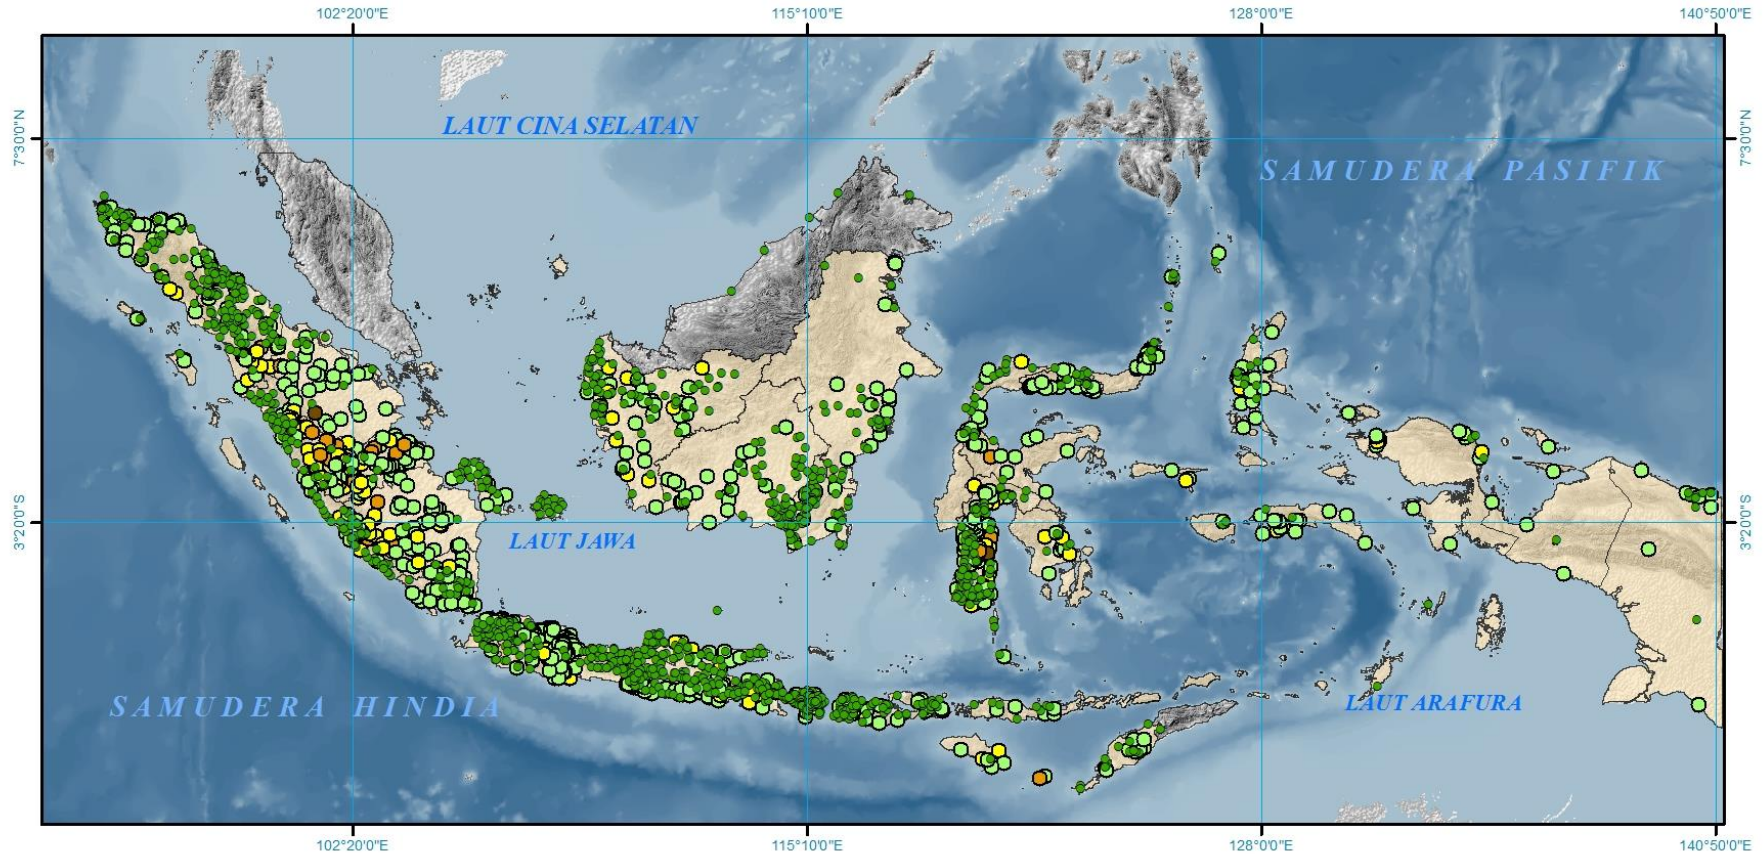 102°20'0"E 115°10'0"E 128°0'0"E 140°50'0"E
7°30'0"N
7°30'0"N
LAUT CINA SELATAN
SAMUDERA PASIFIK
3°20'0"S
3°20'0"S
LAUT JAWA
SAMUDERA HINDIA
LAUT ARAFURA
102°20'0"E 115°10'0"E 128°0'0"E 140°50'0"E